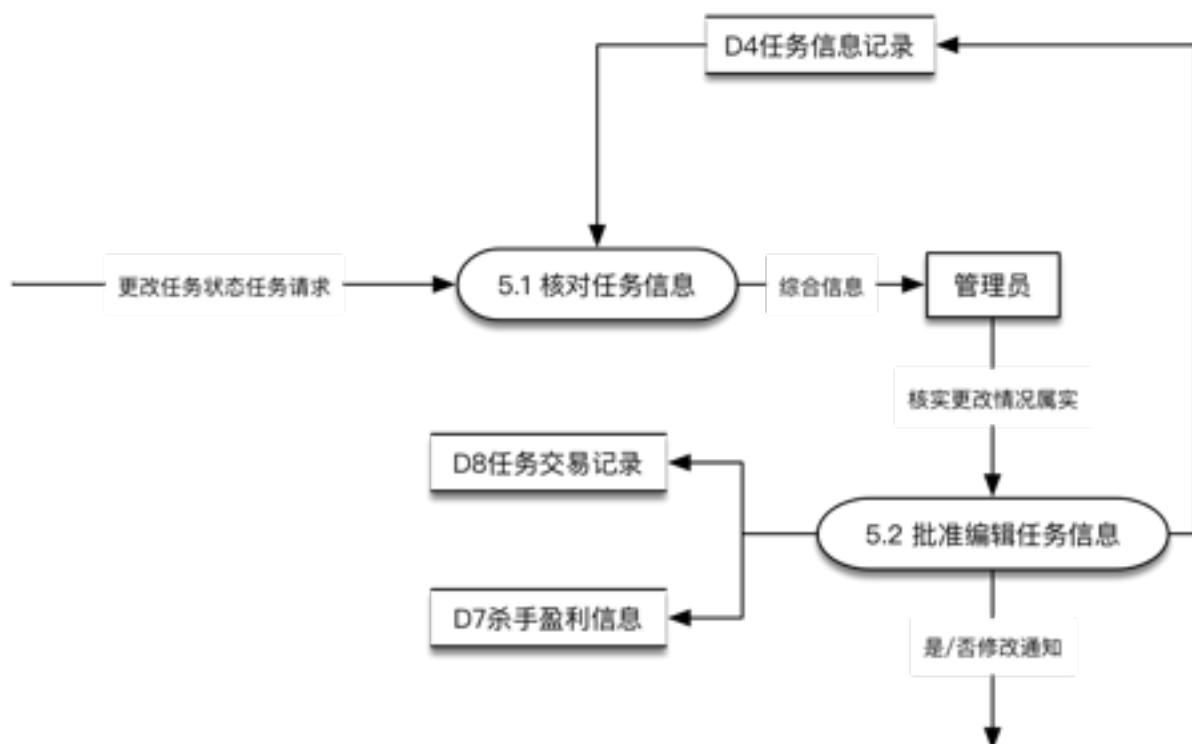 D4任务信息记录
更改任务状态任务请求
5.1 核对任务信息
综合信息
管理员
核实更改情况属实
D8任务交易记录
5.2 批准编辑任务信息
D7杀手盈利信息
是/否修改通知